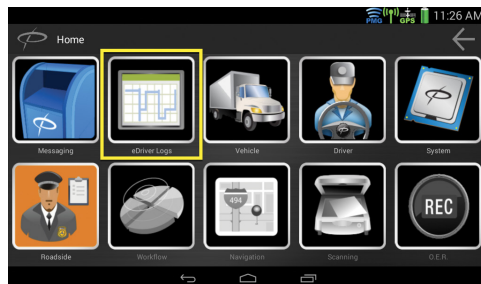 PMG GPS 11:26 AM
Home
Messaging eDriver Logs Vehicle Driver System
494
REC
Roadside Workflow Navigation Scanning O.E.R.